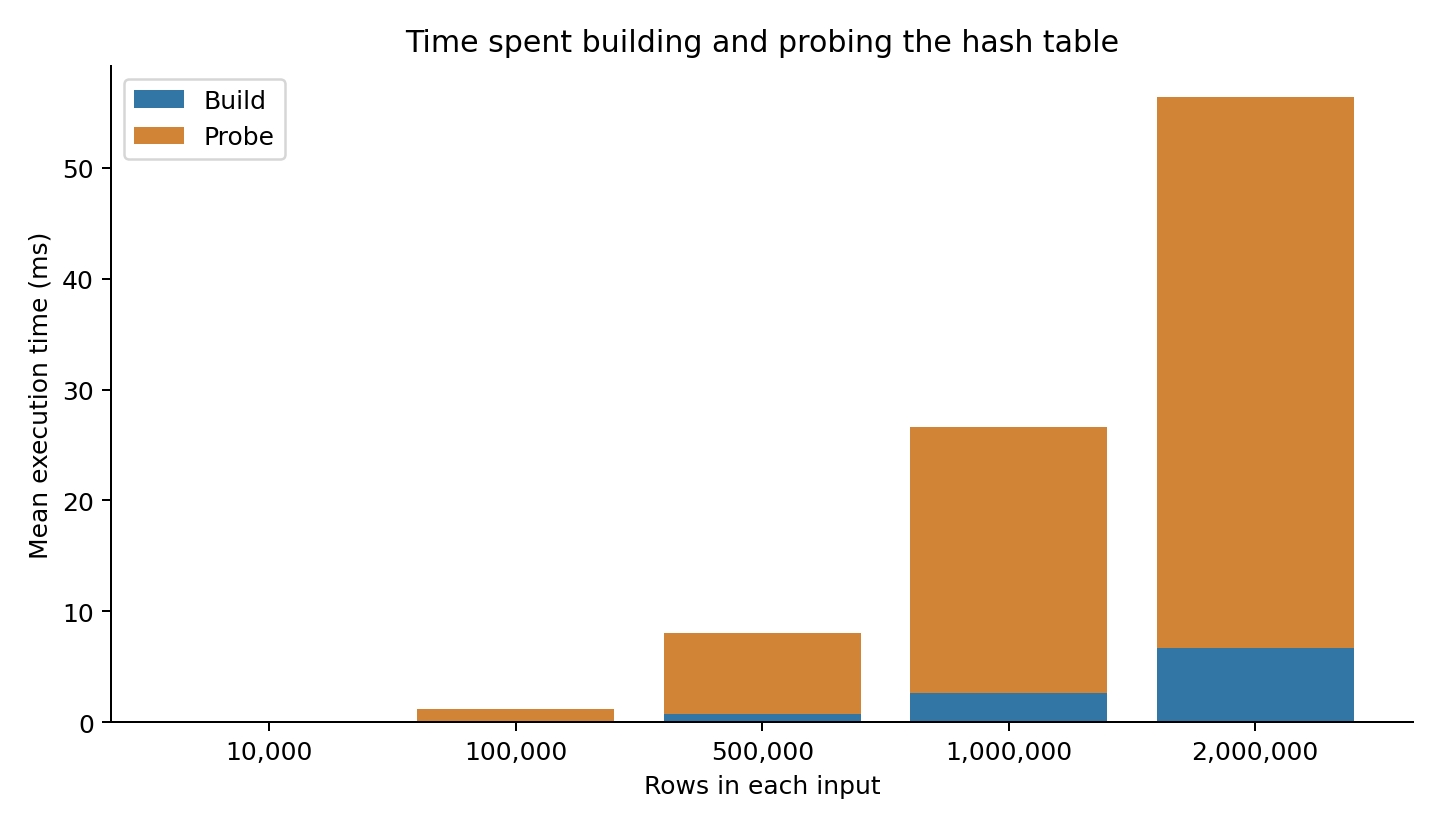 Time spent building and probing the hash table
Build
Probe
Mean execution time (ms)
50
40
30
20
10
0
10,000
100,000
500,000
1,000,000
2,000,000
Rows in each input